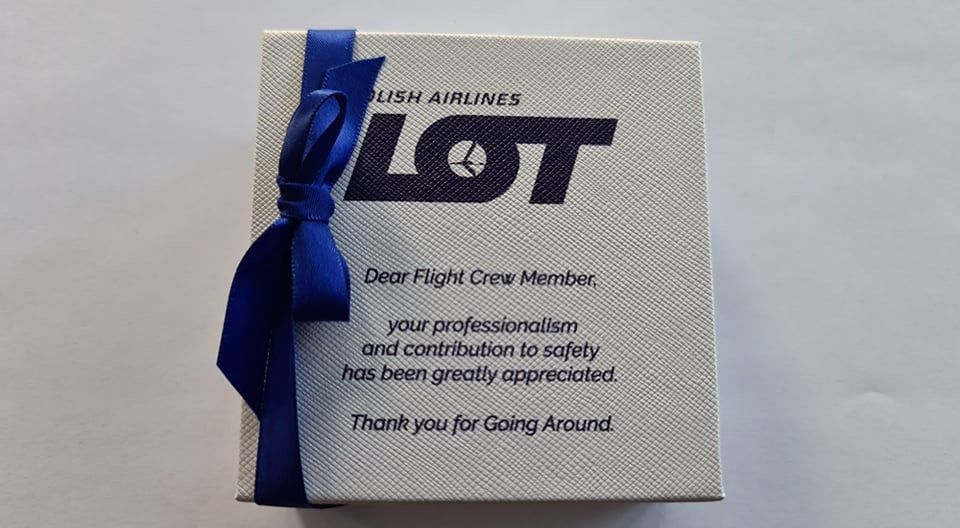 OLISH AIRLINES
LOT
Dear Flight Crew Member,
your professionalism
and contribution to safety
has been greatly appreciated.
Thank you for Going Around.